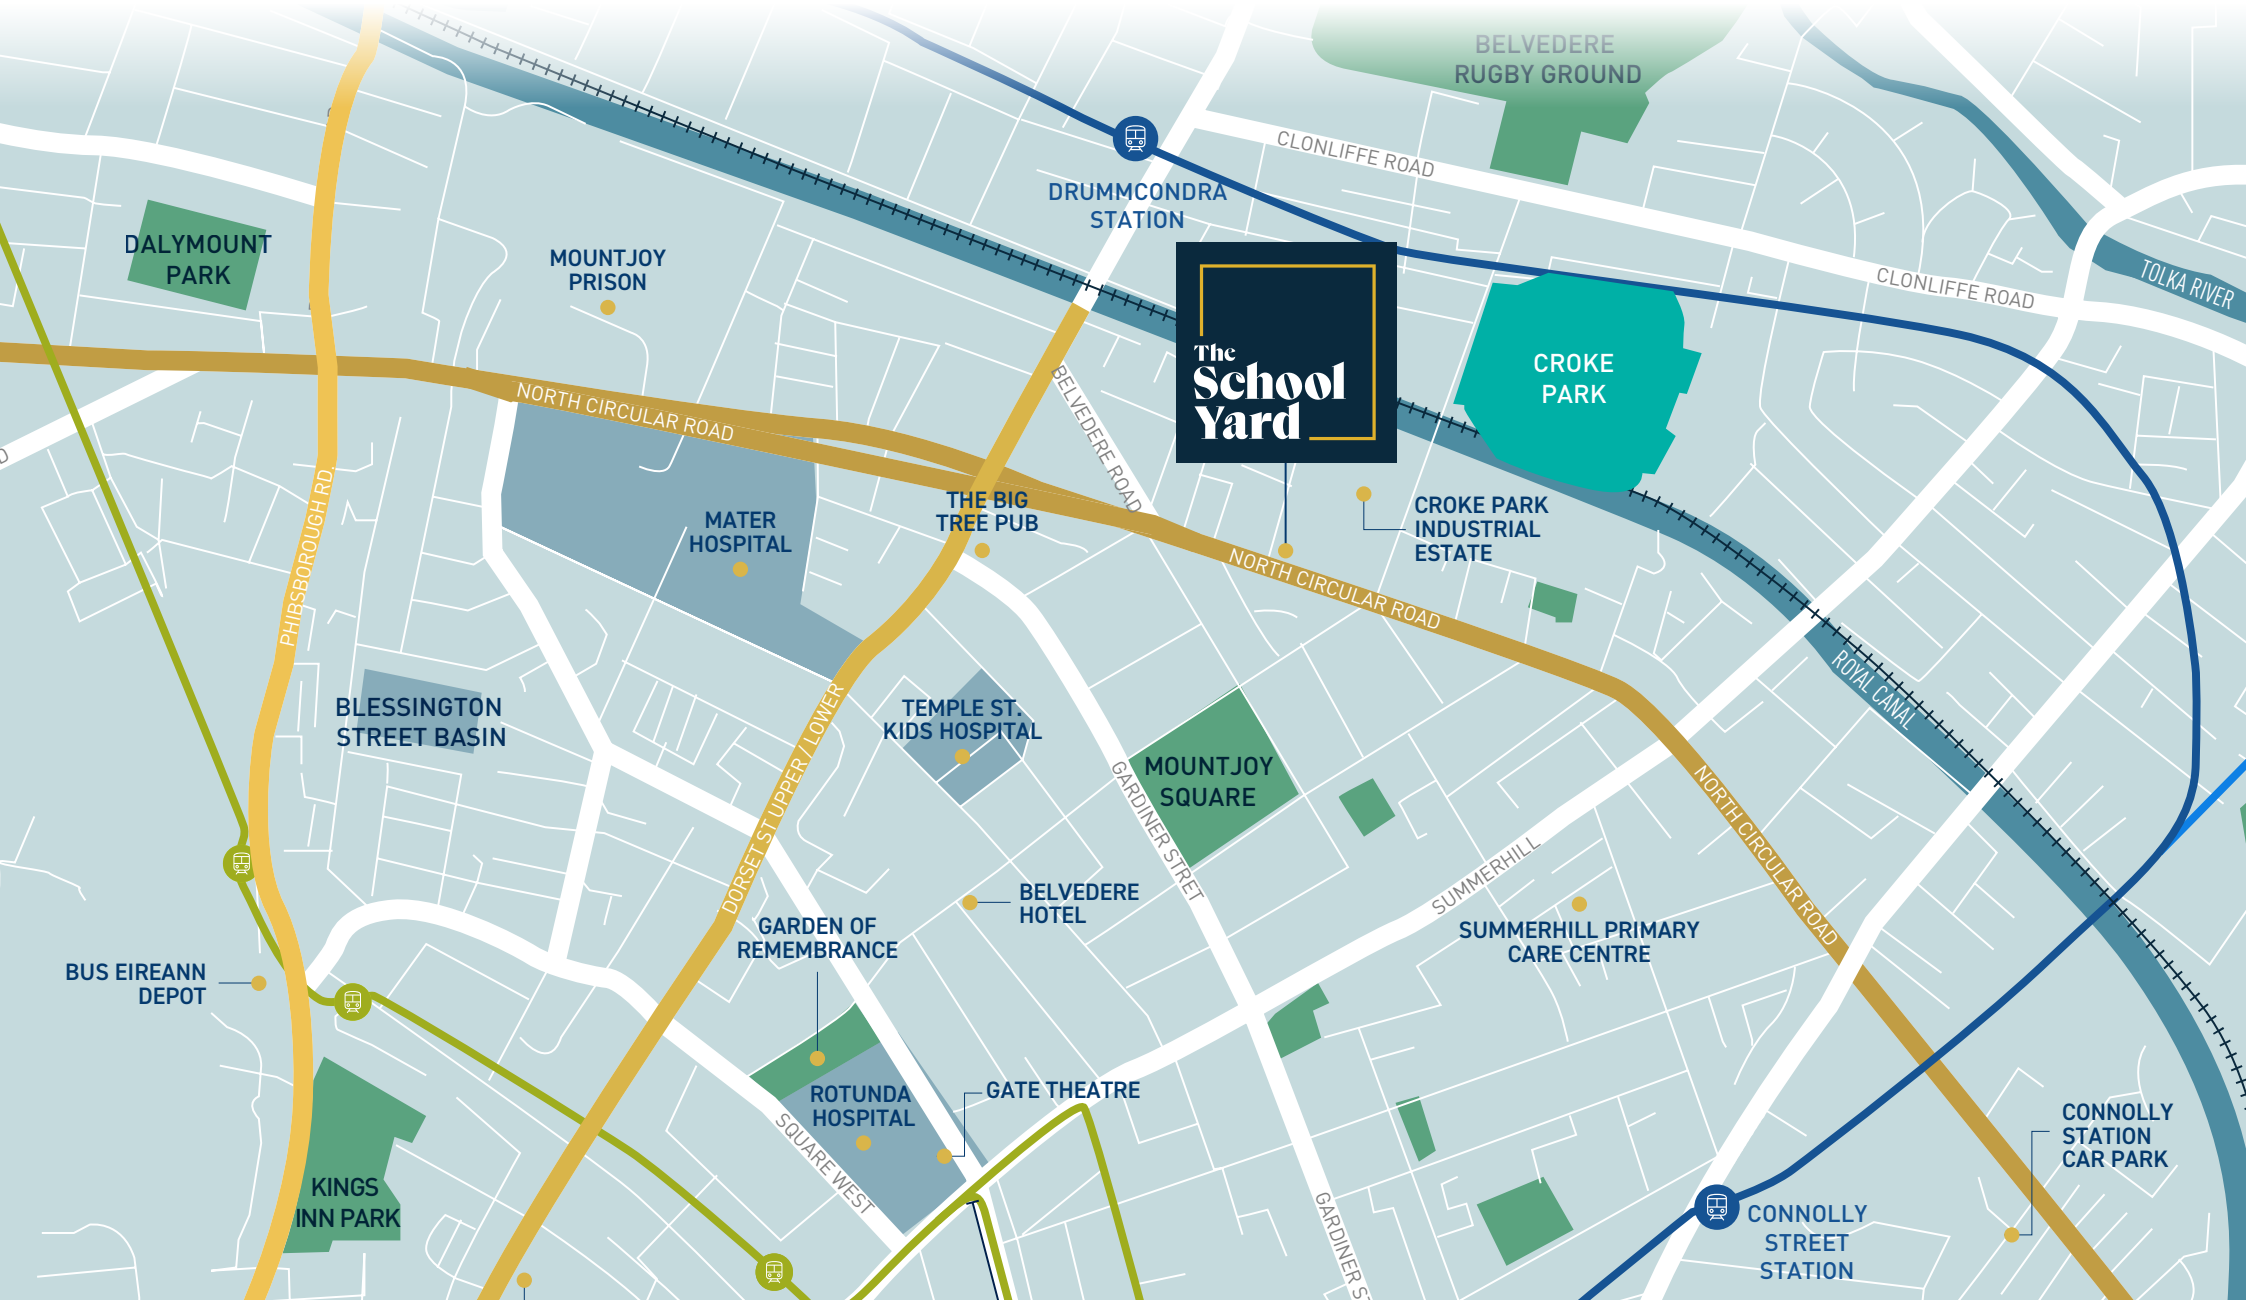 BELVEDERE
RUGBY GROUND
CLONLIFFE ROAD
DRUMMCONDRA
STATION
DALYMOUNT
PARK
MOUNTJOY
PRISON
CLONLIFFE ROAD
TOLKA RIVER
The
School
Yard
CROKE
PARK
NORTH CIRCULAR ROAD
BELVEDERE ROAD
PHIBSBOROUGH RD.
THE BIG
TREE PUB
MATER
HOSPITAL
CROKE PARK
INDUSTRIAL
ESTATE
NORTH CIRCULAR ROAD
ROYAL CANAL
BLESSINGTON
STREET BASIN
TEMPLE ST.
KIDS HOSPITAL
DORSET ST UPPER / LOWER
MOUNTJOY
SQUARE
GARDINER STRET
NORTH CIRCULAR ROAD
SUMMERHILL
BELVEDERE
HOTEL
GARDEN OF
REMEMBRANCE
SUMMERHILL PRIMARY
CARE CENTRE
BUS EIREANN
DEPOT
ROTUNDA
HOSPITAL
GATE THEATRE
SQUARE WEST
KINGS
INN PARK
GARDINER ST
CONNOLLY
STATION
CAR PARK
CONNOLLY
STREET
STATION